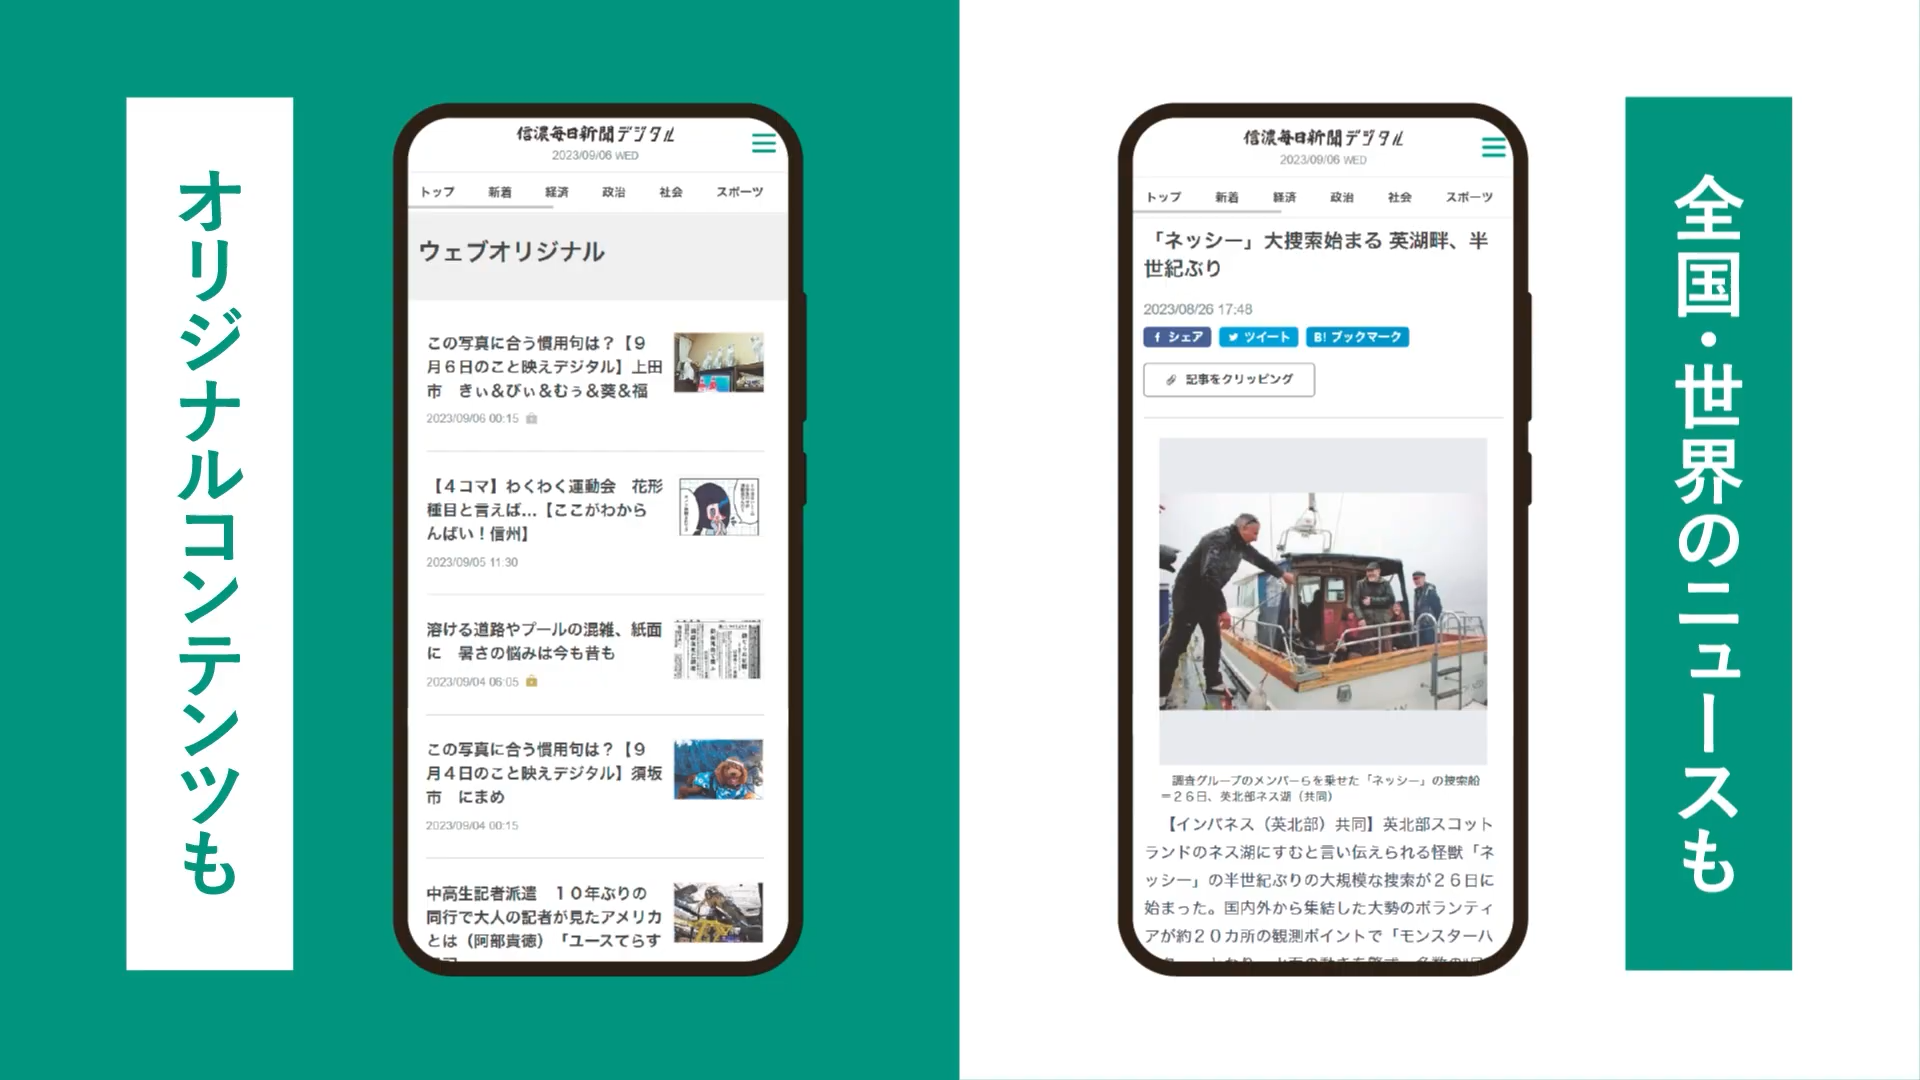 オリジナルコンテンツも
信濃毎日新聞デジタル
2023/09/06 WED
トップ 新着 経済 政治 社会 スポーツ
ウェブオリジナル
この写真に合う慣用句は？【９
月６日のこと映えデジタル】上田
市　きぃ＆びぃ＆むぅ＆葵＆福
2023/09/06 00:15
【４コマ】わくわく運動会　花形
種目と言えば…【ここがわから
んばい！信州】
2023/09/05 11:30
溶ける道路やプールの混雑、紙面
に　暑さの悩みは今も昔も
2023/09/04 06:05
この写真に合う慣用句は？【９
月４日のこと映えデジタル】須坂
市　にまめ
2023/09/04 00:15
中高生記者派遣　１０年ぶりの
同行で大人の記者が見たアメリカ
とは（阿部貴徳）「ユースてらす
信濃毎日新聞デジタル
2023/09/06 WED
トップ 新着 経済 政治 社会 スポーツ
「ネッシー」大捜索始まる 英湖畔、半
世紀ぶり
2023/08/26 17:48
f シェア ツイート B! ブックマーク
記事をクリッピング
調査グループのメンバーらを乗せた「ネッシー」の捜索船
＝２６日、英北部ネス湖（共同）
【インバネス（英北部）共同】英北部スコット
ランドのネス湖にすむと言い伝えられる怪獣「ネ
ッシー」の半世紀ぶりの大規模な捜索が２６日に
始まった。国内外から集結した大勢のボランティ
アが約２０カ所の観測ポイントで「モンスターハ
全国・世界のニュースも